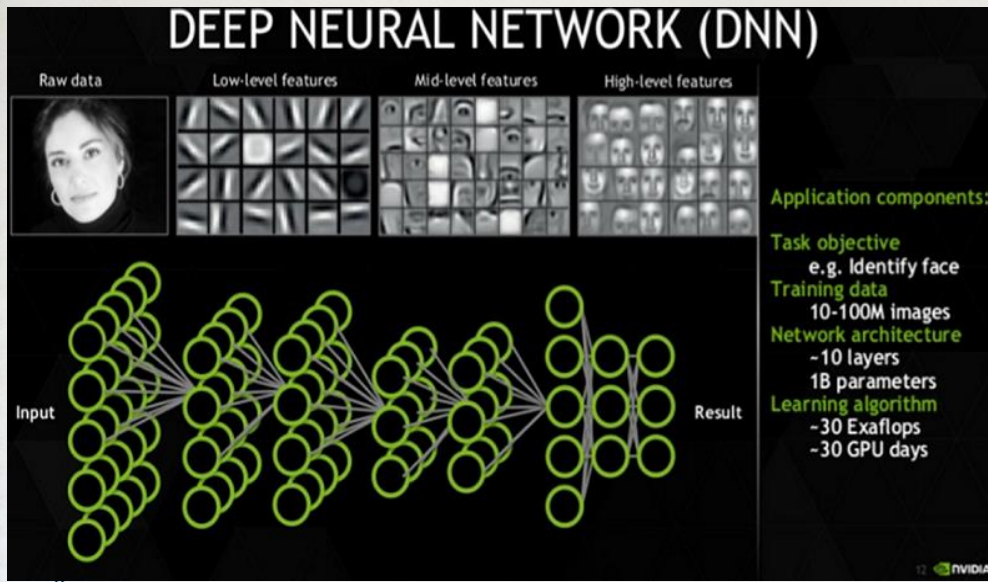 DEEP NEURAL NETWORK (DNN)
Raw data
Low-level features
Mid-level features
High-level features
Input
Result
Application components:
Task objective
e.g. Identify face
Training data
10-100M images
Network architecture
~10 layers
1B parameters
Learning algorithm
~30 Exaflops
~30 GPU days
12 NVIDIA